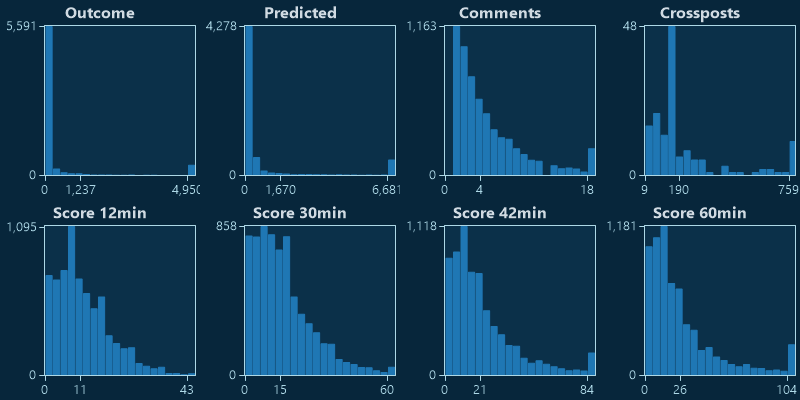 Outcome
5,591
0
0 1,237 4,950
Predicted
4,278
0
0 1,670 6,681
Comments
1,163
0
0 4 18
Crossposts
48
0
9 190 759
Score 12min
1,095
0
0 11 43
Score 30min
858
0
0 15 60
Score 42min
1,118
0
0 21 84
Score 60min
1,181
0
0 26 104